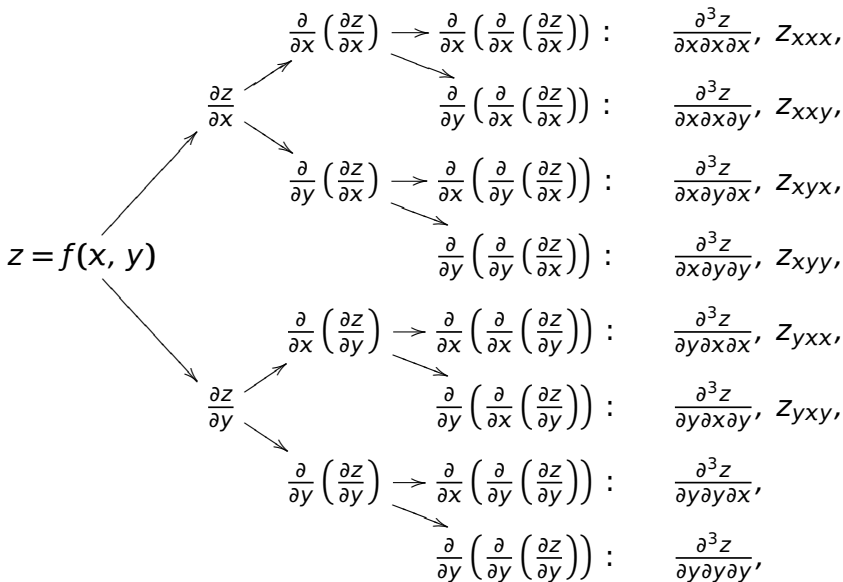 ∂/∂x (∂z/∂x) → ∂/∂x (∂/∂x (∂z/∂x)) : ∂³z/∂x∂x∂x, z_xxx,
∂z/∂x ∂/∂y (∂/∂x (∂z/∂x)) : ∂³z/∂x∂x∂y, z_xxy,
∂/∂y (∂z/∂x) → ∂/∂x (∂/∂y (∂z/∂x)) : ∂³z/∂x∂y∂x, z_xyx,
z = f(x, y) ∂/∂y (∂/∂y (∂z/∂x)) : ∂³z/∂x∂y∂y, z_xyy,
∂/∂x (∂z/∂y) → ∂/∂x (∂/∂x (∂z/∂y)) : ∂³z/∂y∂x∂x, z_yxx,
∂z/∂y ∂/∂y (∂/∂x (∂z/∂y)) : ∂³z/∂y∂x∂y, z_yxy,
∂/∂y (∂z/∂y) → ∂/∂x (∂/∂y (∂z/∂y)) : ∂³z/∂y∂y∂x,
∂/∂y (∂/∂y (∂z/∂y)) : ∂³z/∂y∂y∂y,